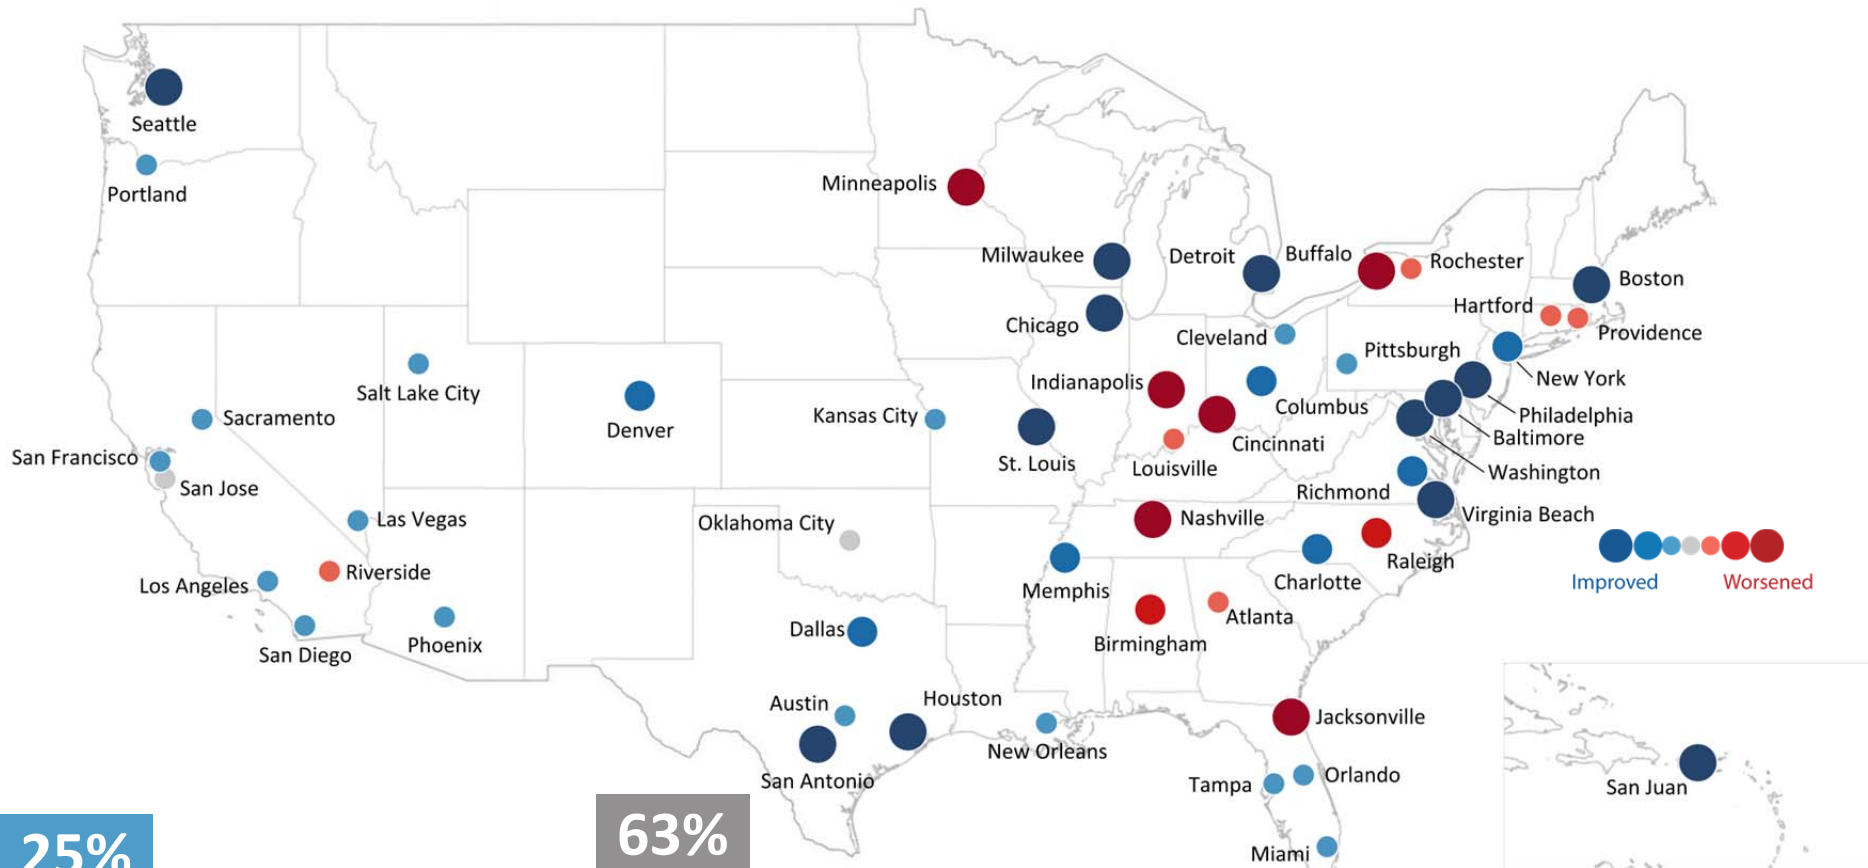 Seattle
Portland
Minneapolis
Milwaukee
Detroit
Buffalo
Rochester
Boston
Hartford
Chicago
Cleveland
Providence
Pittsburgh
Indianapolis
New York
Salt Lake City
Columbus
Philadelphia
Sacramento
Kansas City
Denver
Baltimore
Cincinnati
San Francisco
St. Louis
Louisville
Washington
San Jose
Richmond
Las Vegas
Oklahoma City
Nashville
Virginia Beach
Riverside
Raleigh
Los Angeles
Memphis
Charlotte
Improved
Worsened
Atlanta
Dallas
Phoenix
Birmingham
San Diego
Houston
Austin
Jacksonville
New Orleans
San Antonio
Tampa
Orlando
San Juan
Miami
25%
63%